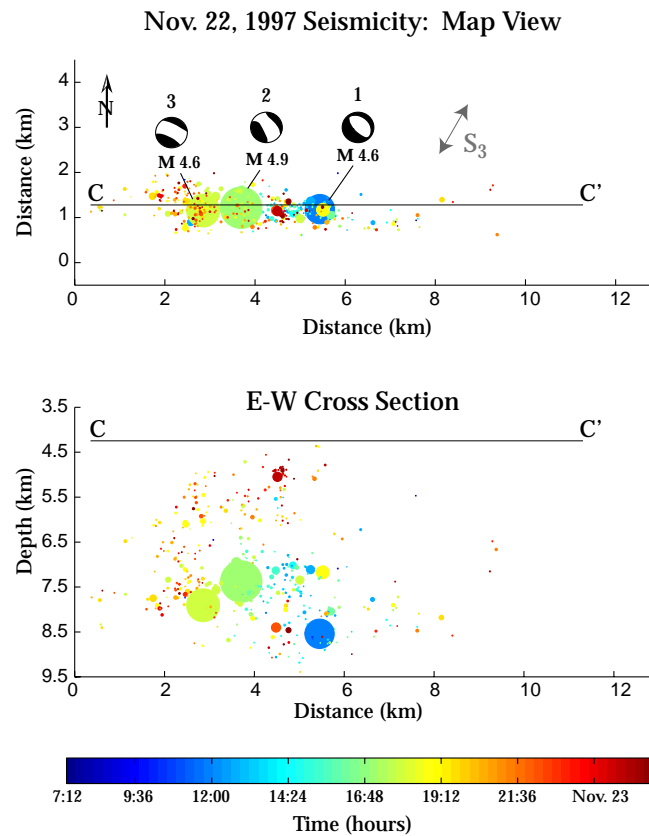 Nov. 22, 1997 Seismicity: Map View
4
3
2
1
0
Distance (km)
N
3
2
1
M 4.6
M 4.9
M 4.6
S3
C
C'
0
2
4
6
8
10
12
Distance (km)
E-W Cross Section
3.5
4.5
5.5
6.5
7.5
8.5
9.5
Depth (km)
C
C'
0
2
4
6
8
10
12
Distance (km)
7:12
9:36
12:00
14:24
16:48
19:12
21:36
Nov. 23
Time (hours)